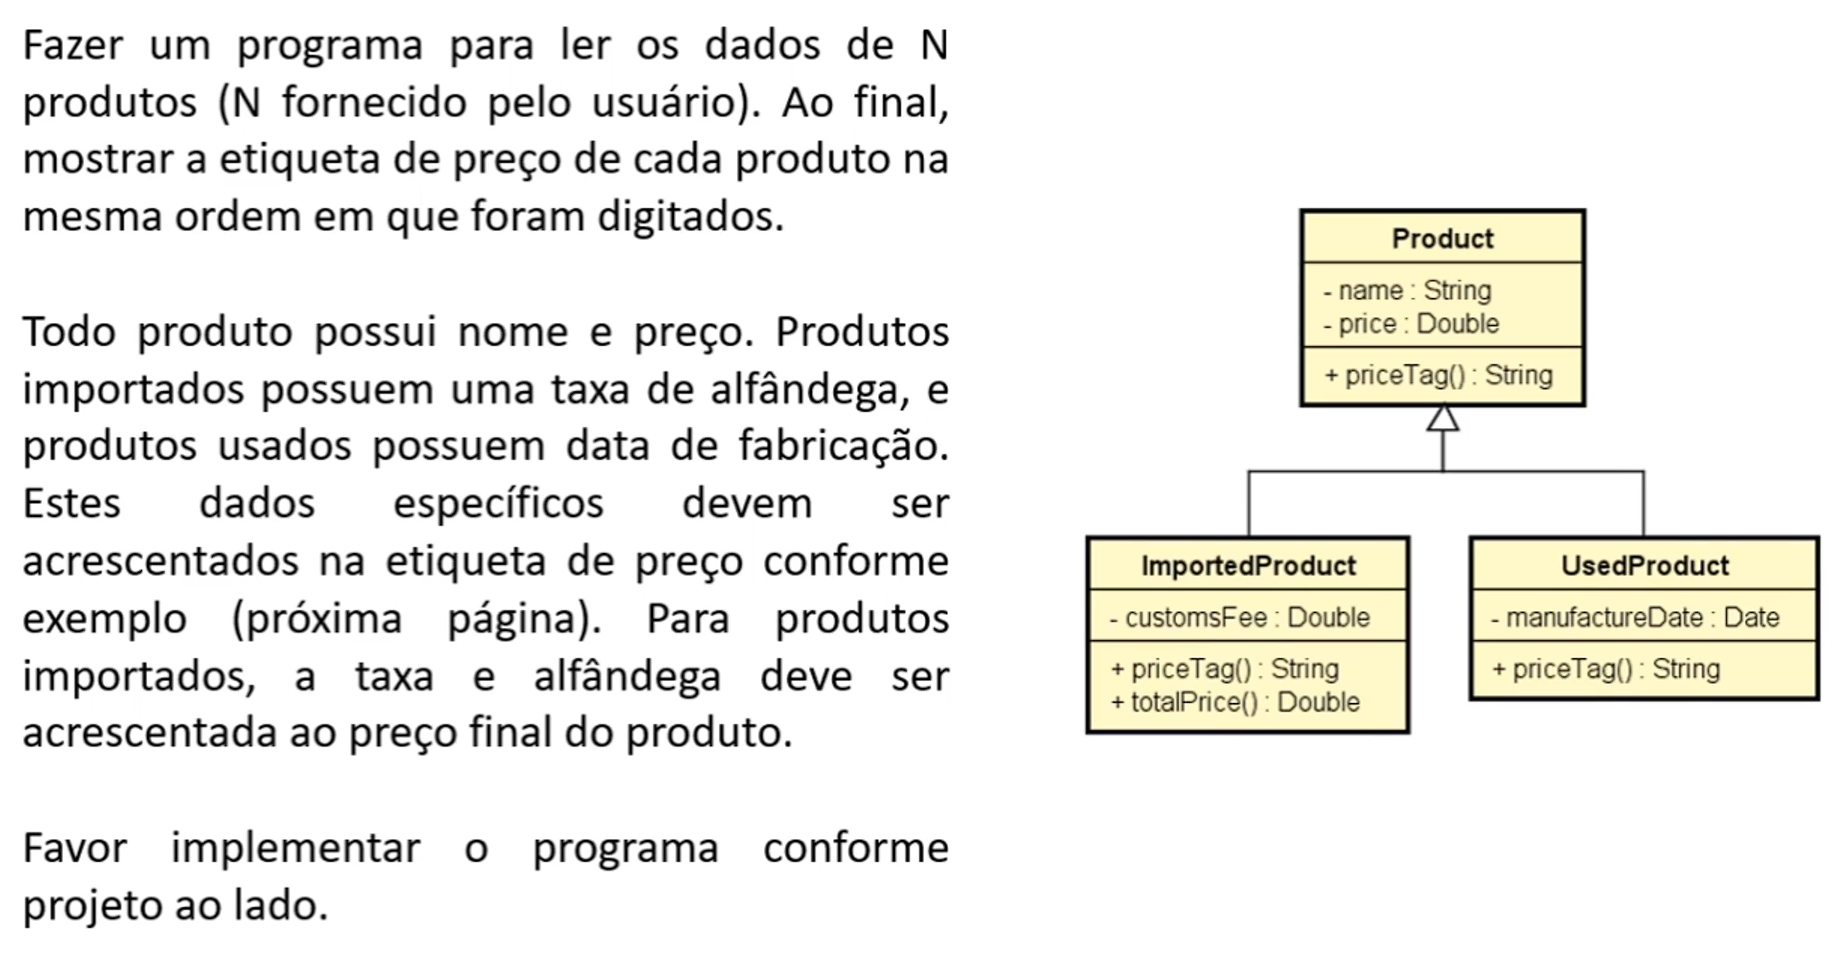 Fazer um programa para ler os dados de N
produtos (N fornecido pelo usuário). Ao final,
mostrar a etiqueta de preço de cada produto na
mesma ordem em que foram digitados.
Todo produto possui nome e preço. Produtos
importados possuem uma taxa de alfândega, e
produtos usados possuem data de fabricação.
Estes dados específicos devem ser
acrescentados na etiqueta de preço conforme
exemplo (próxima página). Para produtos
importados, a taxa e alfândega deve ser
acrescentada ao preço final do produto.
Favor implementar o programa conforme
projeto ao lado.
Product
- name : String
- price : Double
+ priceTag() : String
ImportedProduct
- customsFee : Double
+ priceTag() : String
+ totalPrice() : Double
UsedProduct
- manufactureDate : Date
+ priceTag() : String